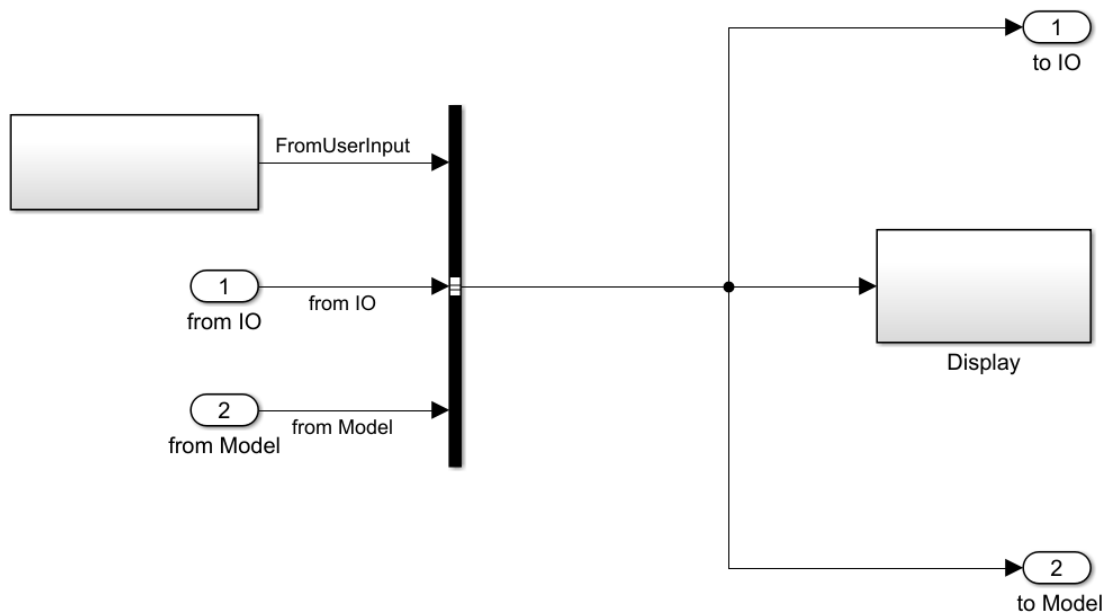 1
to IO
FromUserInput
1
from IO
from IO
Display
2
from Model
from Model
2
to Model